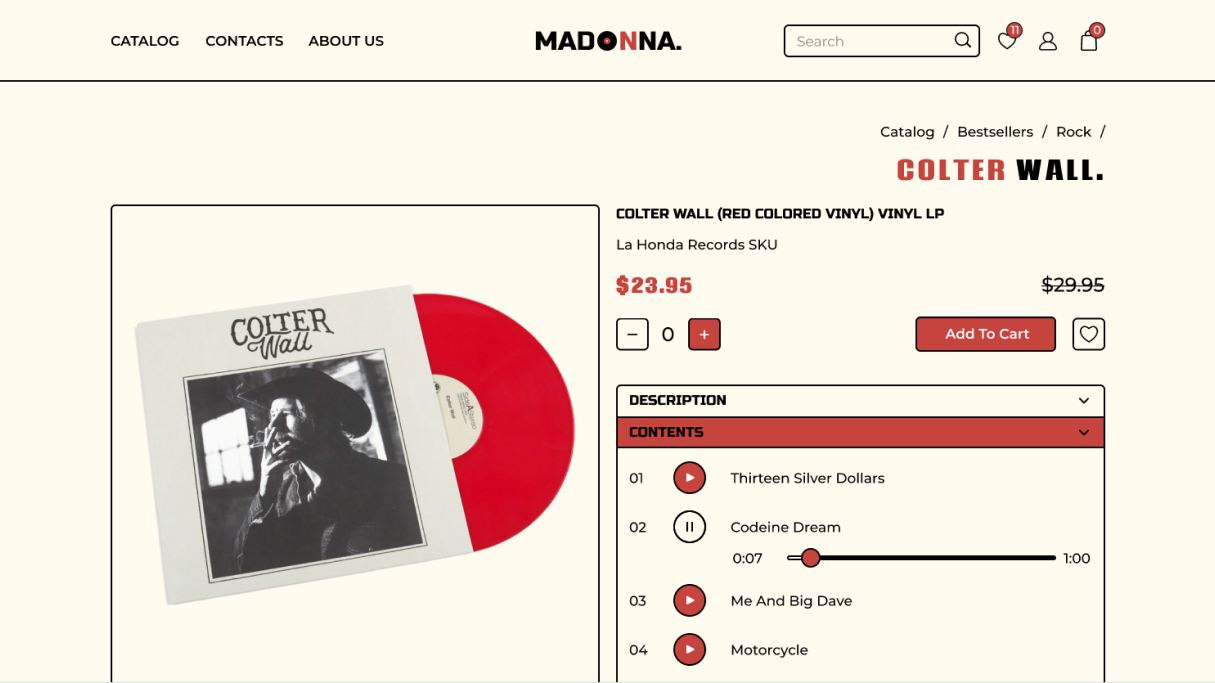 CATALOG CONTACTS ABOUT US MADONNA. Search 11 0
Catalog / Bestsellers / Rock /
COLTER WALL.
COLTER WALL (RED COLORED VINYL) VINYL LP
La Honda Records SKU
$23.95 $29.95
− 0 + Add To Cart
COLTER
Wall
Colter Wall
DESCRIPTION
CONTENTS
01 Thirteen Silver Dollars
02 Codeine Dream
0:07 1:00
03 Me And Big Dave
04 Motorcycle